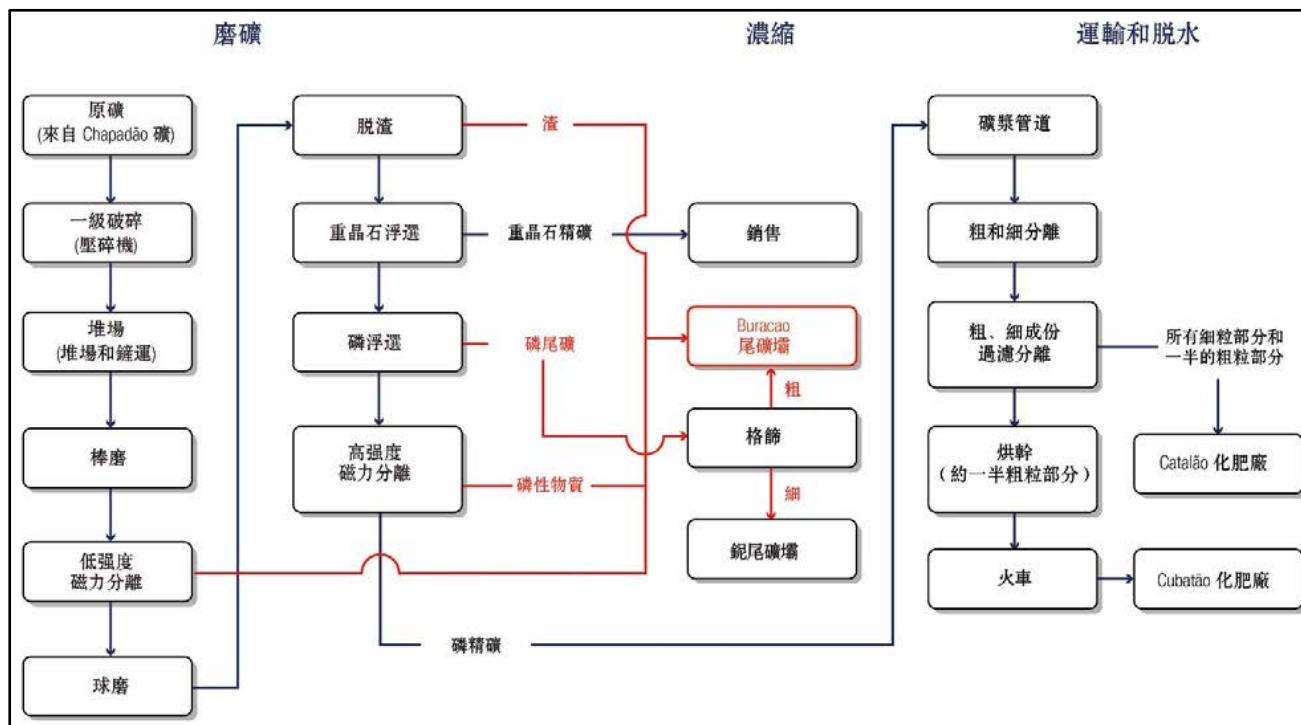 磨礦
濃縮
運輸和脱水
原礦
(來自 Chapadão 礦)
一級破碎
(壓碎機)
堆場
(堆場和鏟運)
棒磨
低强度
磁力分離
球磨
脱渣
渣
重晶石浮選
重晶石精礦
磷浮選
磷尾礦
高强度
磁力分離
磷性物質
磷精礦
銷售
Buracao
尾礦壩
粗
格篩
細
鈮尾礦壩
礦漿管道
粗和細分離
粗、細成份
過濾分離
所有細粒部分和
一半的粗粒部分
烘幹
(約一半粗粒部分)
Catalão 化肥廠
火車
Cubatão 化肥廠